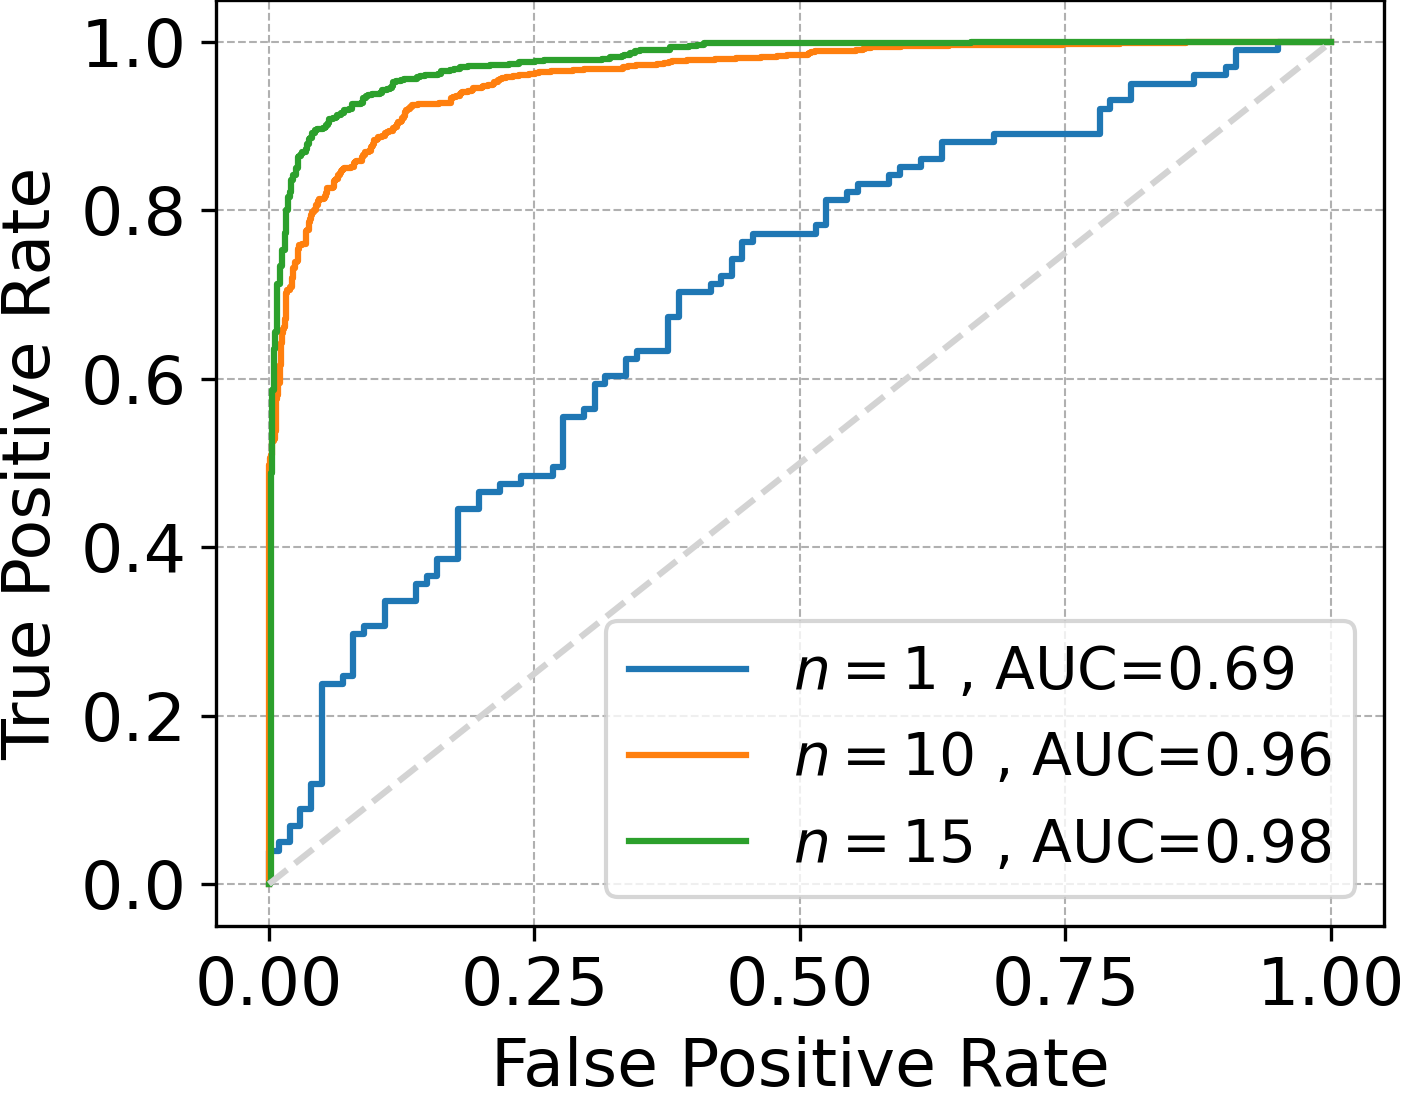 1.0
0.8
0.6
0.4
0.2
0.0
True Positive Rate
n = 1 , AUC=0.69
n = 10 , AUC=0.96
n = 15 , AUC=0.98
0.00 0.25 0.50 0.75 1.00
False Positive Rate